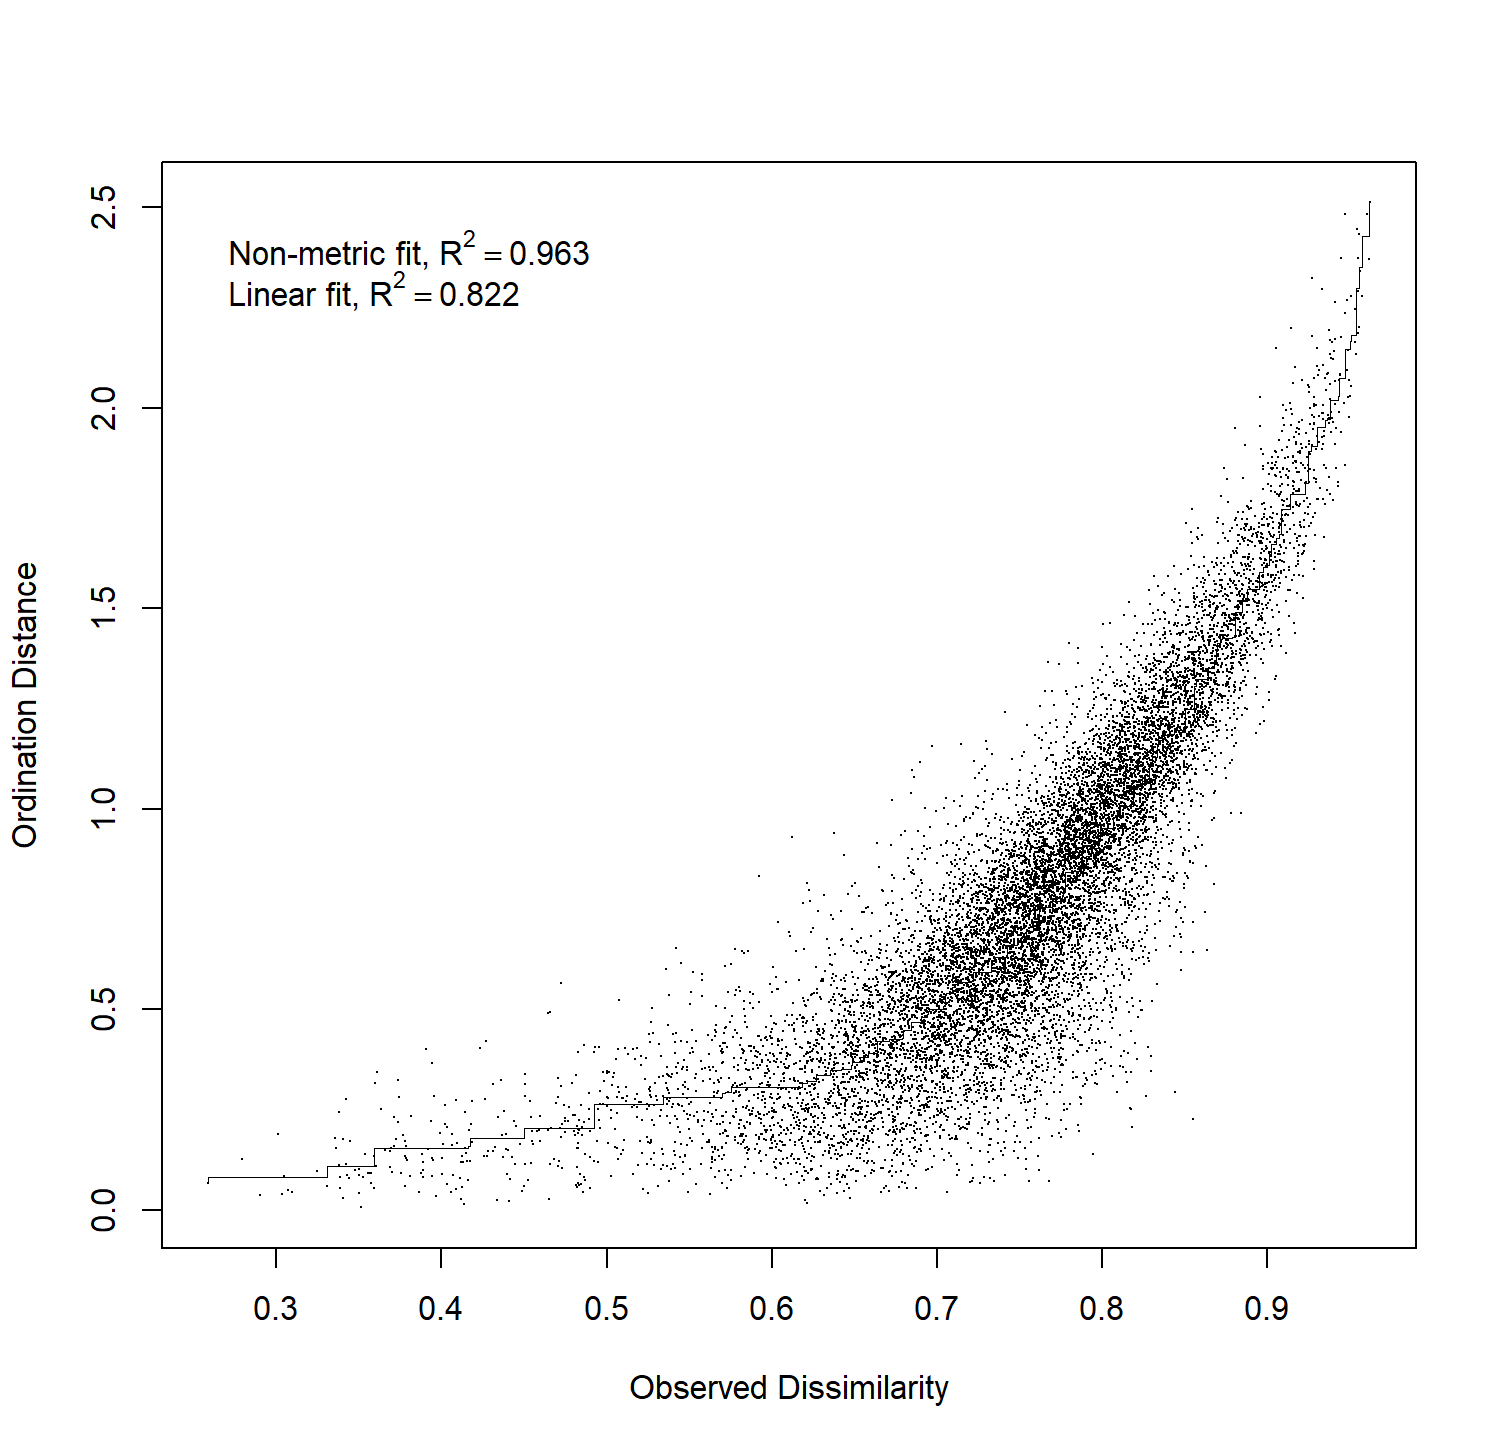 Non-metric fit, R² = 0.963
Linear fit, R² = 0.822
2.5
2.0
1.5
1.0
0.5
0.0
Ordination Distance
0.3 0.4 0.5 0.6 0.7 0.8 0.9
Observed Dissimilarity